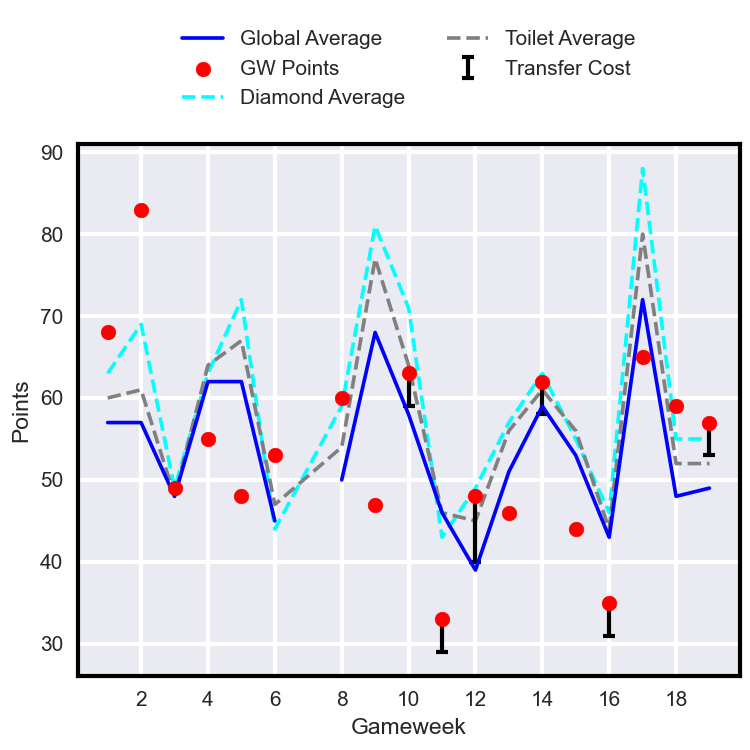 Global Average
GW Points
Diamond Average
Toilet Average
Transfer Cost
90
80
70
60
50
40
30
Points
2 4 6 8 10 12 14 16 18
Gameweek